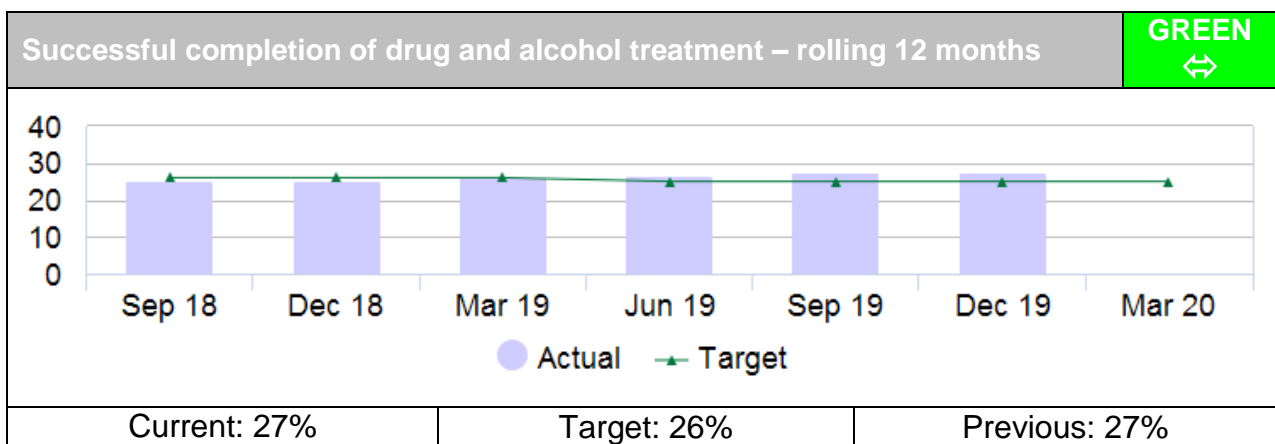 Successful completion of drug and alcohol treatment – rolling 12 months
GREEN
⇔
40
30
20
10
0
Sep 18 Dec 18 Mar 19 Jun 19 Sep 19 Dec 19 Mar 20
Actual Target
Current: 27% Target: 26% Previous: 27%